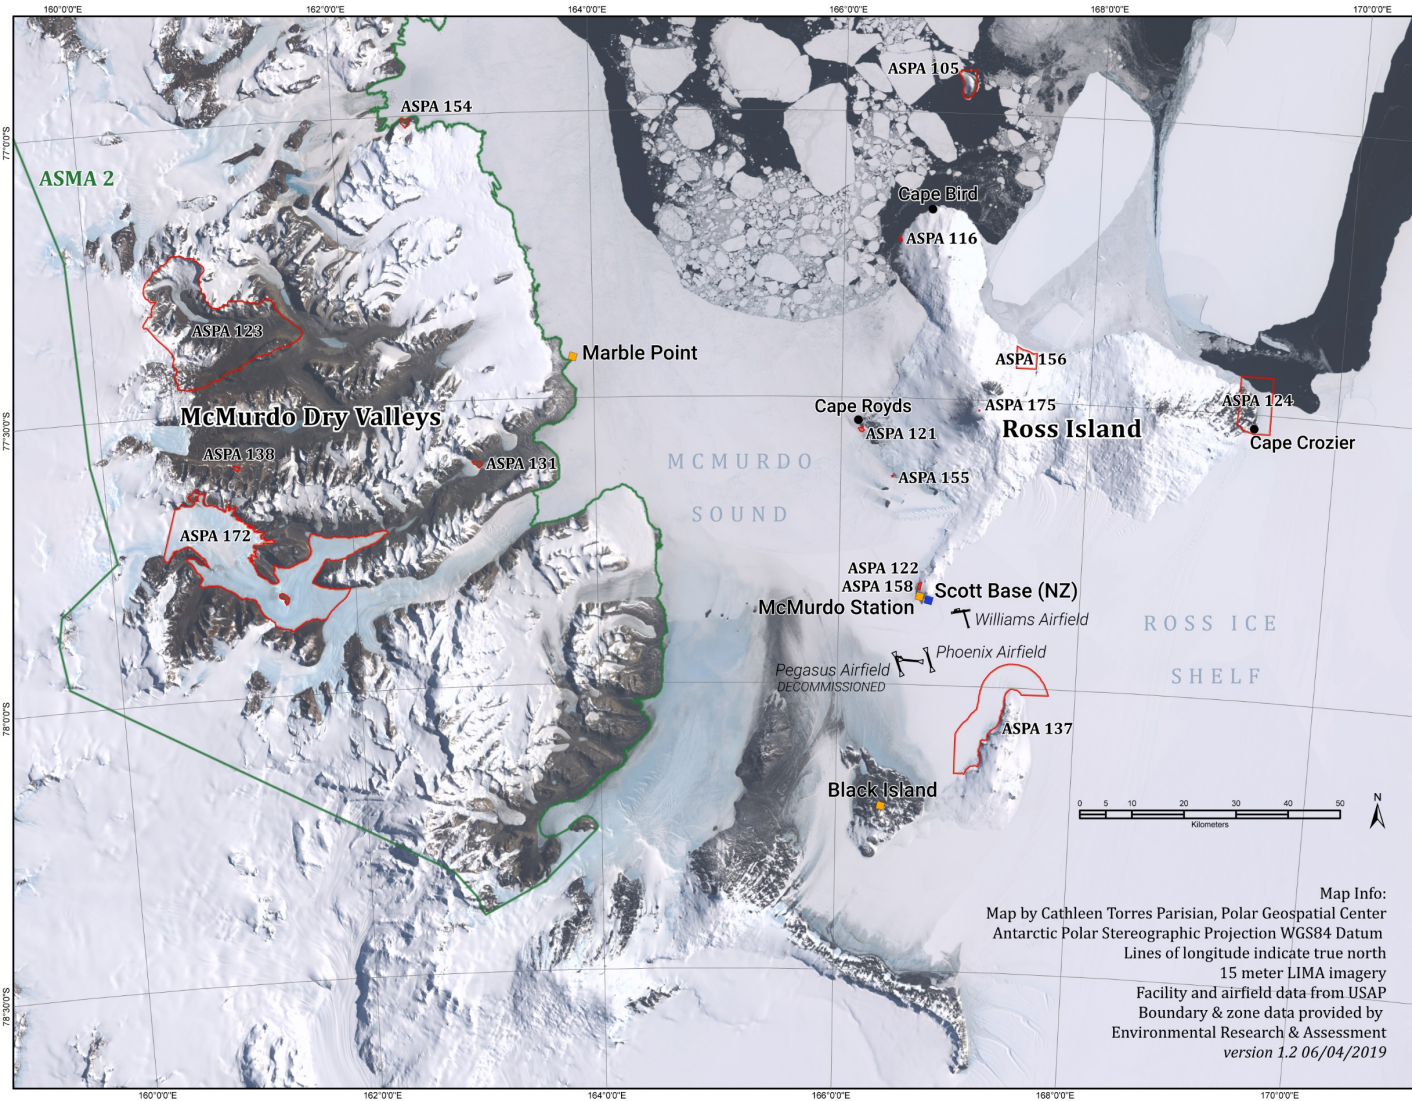 160°0'0"E
162°0'0"E
164°0'0"E
166°0'0"E
168°0'0"E
170°0'0"E
ASPA 105
ASPA 154
77°0'0"S
ASMA 2
Cape Bird
ASPA 116
ASPA 123
Marble Point
ASPA 156
McMurdo Dry Valleys
Cape Royds
ASPA 175
ASPA 124
ASPA 121
Ross Island
Cape Crozier
77°30'0"S
ASPA 138
ASPA 131
MCMURDO
SOUND
ASPA 155
ASPA 172
ASPA 122
ASPA 158
Scott Base (NZ)
McMurdo Station
Williams Airfield
ROSS ICE
SHELF
Phoenix Airfield
Pegasus Airfield
DECOMMISSIONED
78°0'0"S
ASPA 137
Black Island
0 5 10 20 30 40 50
Kilometers
N
Map Info:
Map by Cathleen Torres Parisian, Polar Geospatial Center
Antarctic Polar Stereographic Projection WGS84 Datum
Lines of longitude indicate true north
15 meter LIMA imagery
Facility and airfield data from USAP
Boundary & zone data provided by
Environmental Research & Assessment
version 1.2 06/04/2019
78°30'0"S
160°0'0"E
162°0'0"E
164°0'0"E
166°0'0"E
168°0'0"E
170°0'0"E